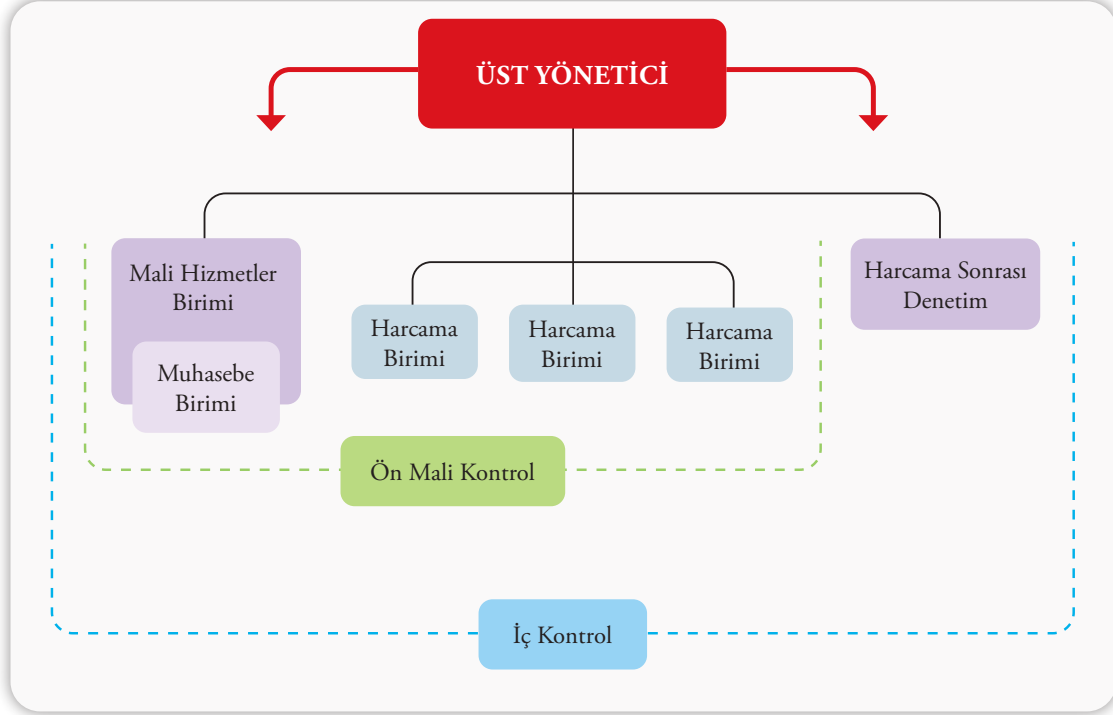 ÜST YÖNETİCİ
Mali Hizmetler
Birimi
Muhasebe
Birimi
Harcama
Birimi
Harcama
Birimi
Harcama
Birimi
Harcama Sonrası
Denetim
Ön Mali Kontrol
İç Kontrol